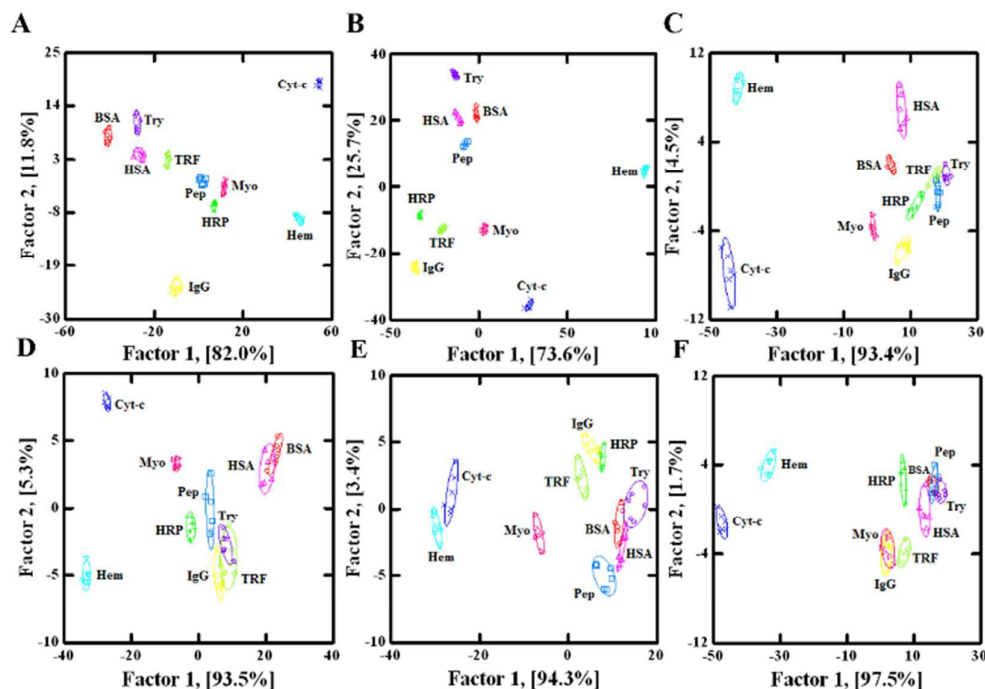 A
Factor 2, [11.8%]
25
14
3
-8
-19
-30
-60
-20
20
60
Factor 1, [82.0%]
Cyt-c
BSA
Try
HSA
TRF
Pep
Myo
HRP
Hem
IgG
B
Factor 2, [25.7%]
40
20
0
-20
-40
-50
0
50
10
Factor 1, [73.6%]
Try
HSA
BSA
Pep
Hem
HRP
TRF
Myo
IgG
Cyt-c
C
Factor 2, [4.5%]
12
4
-4
-12
-50
-30
-10
10
30
Factor 1, [93.4%]
Hem
HSA
BSA
TRF
Try
HRP
Pep
Myo
IgG
Cyt-c
D
Factor 2, [5.3%]
10
5
0
-5
-10
-40
-20
0
20
40
Factor 1, [93.5%]
Cyt-c
BSA
Myo
HSA
Pep
Try
HRP
IgG
Hem
TRF
E
Factor 2, [3.4%]
10
5
0
-5
-10
-40
-20
0
20
Factor 1, [94.3%]
IgG
HRP
Cyt-c
TRF
Try
Myo
BSA
Hem
HSA
Pep
F
Factor 2, [1.7%]
12
4
-4
-12
-50
-30
-10
10
30
Factor 1, [97.5%]
Pep
Hem
BSA
HRP
Try
Cyt-c
HSA
Myo
TRF
IgG